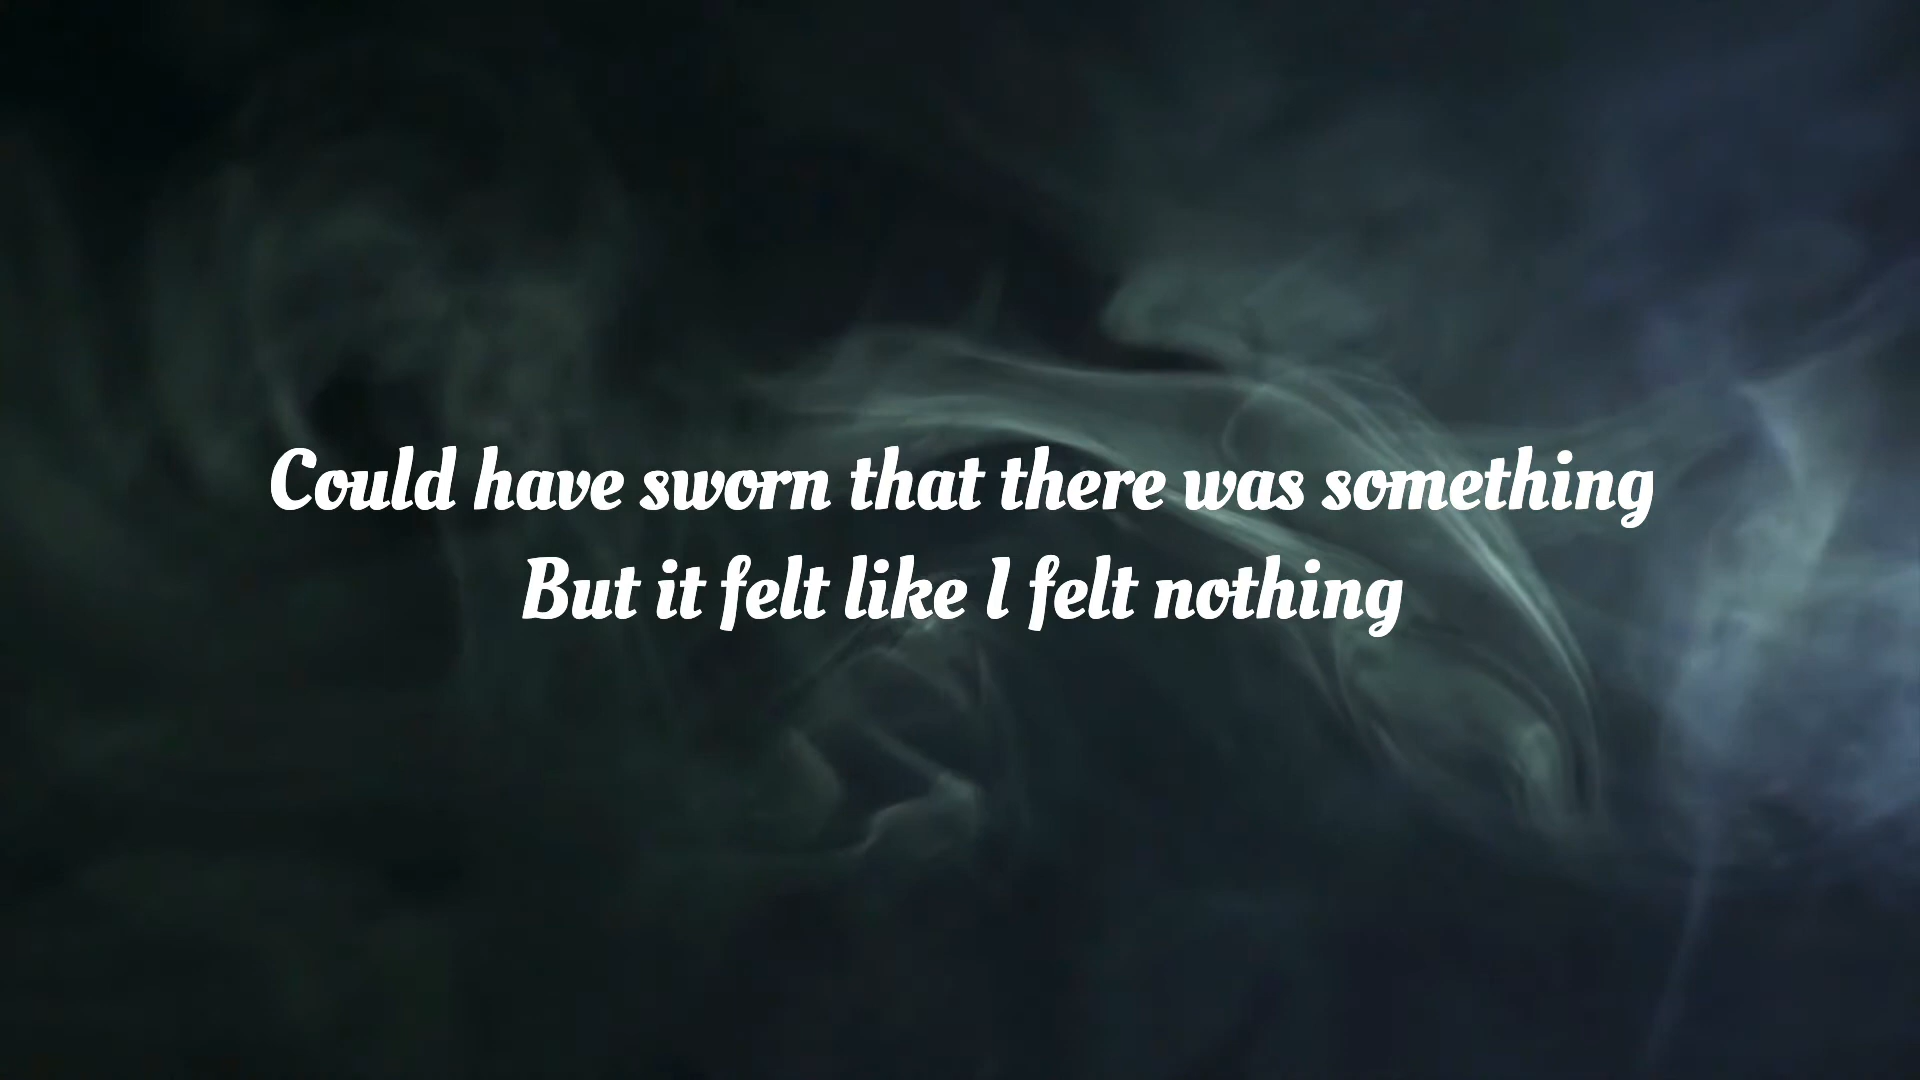 Could have sworn that there was something
But it felt like I felt nothing